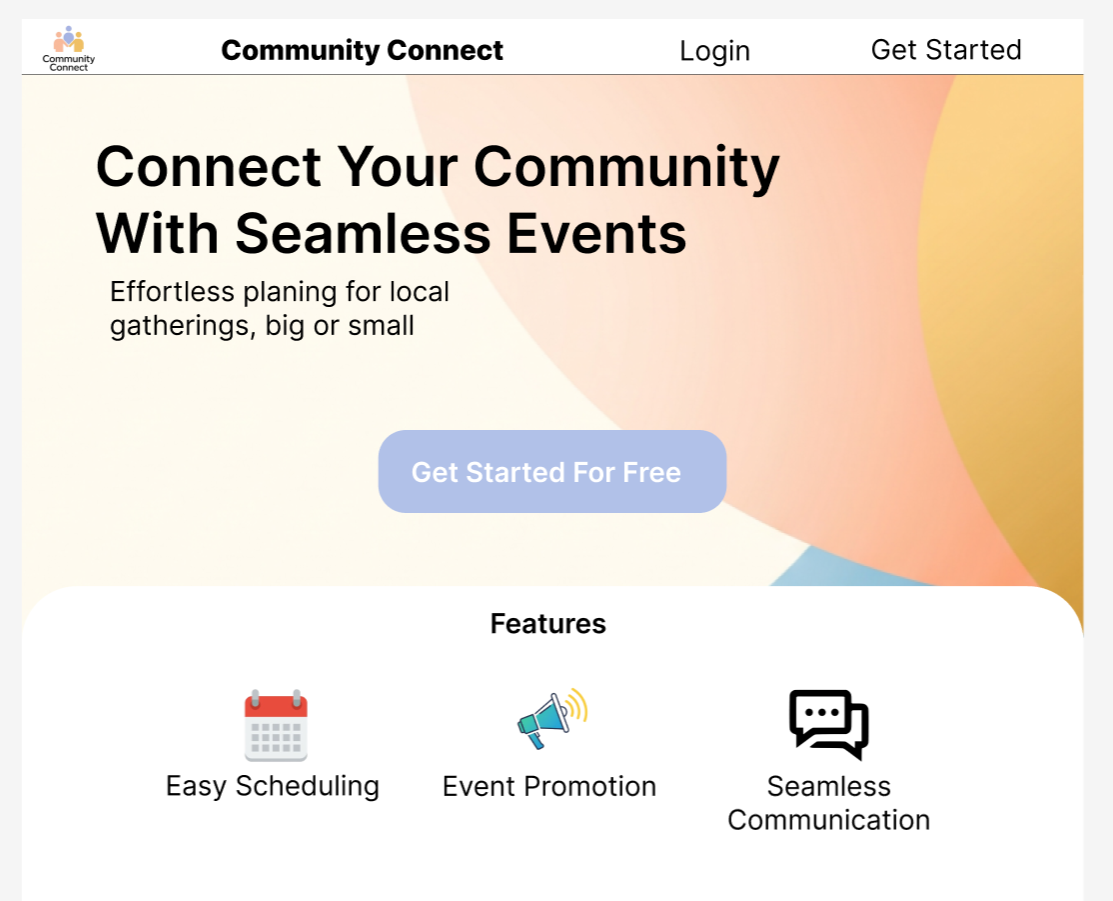 Community
Connect
Community Connect
Login
Get Started
Connect Your Community
With Seamless Events
Effortless planing for local
gatherings, big or small
Get Started For Free
Features
Easy Scheduling
Event Promotion
Seamless
Communication